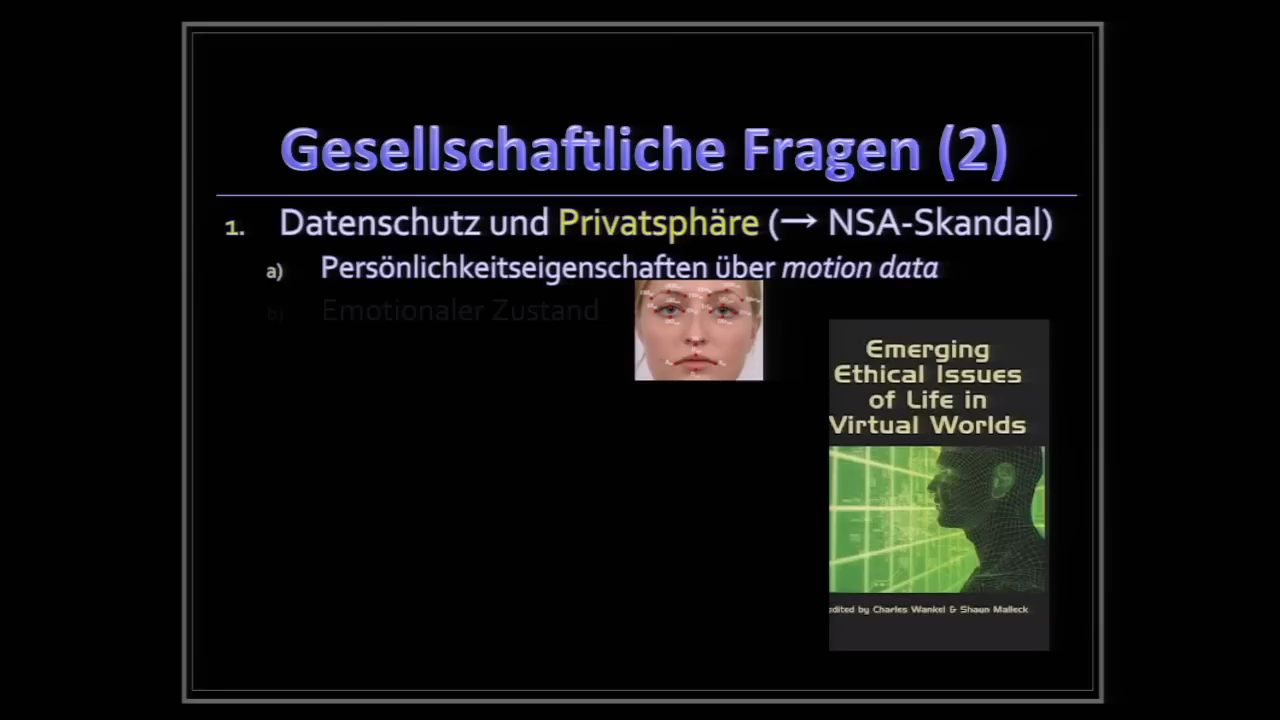 Gesellschaftliche Fragen (2)
1. Datenschutz und Privatsphäre (→ NSA-Skandal)
a) Persönlichkeitseigenschaften über motion data
b) Emotionaler Zustand
Emerging
Ethical Issues
of Life in
Virtual Worlds
edited by Charles Wankel & Shaun Malleck